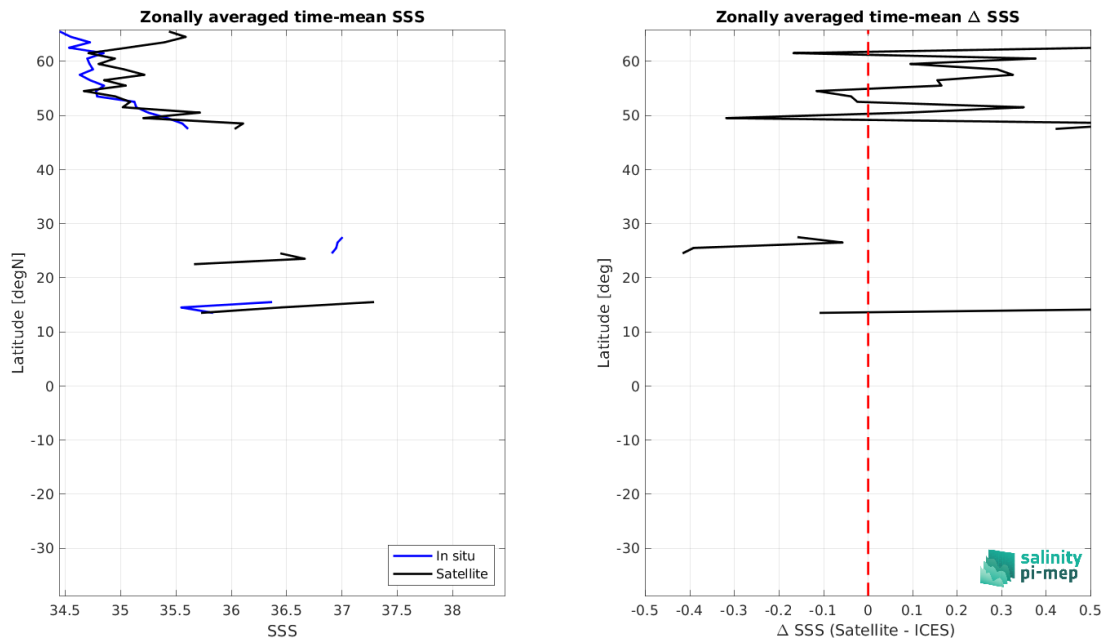 Zonally averaged time-mean SSS
60
50
40
30
20
10
0
-10
-20
-30
Latitude [degN]
34.5 35 35.5 36 36.5 37 37.5 38
SSS
In situ
Satellite
Zonally averaged time-mean Δ SSS
60
50
40
30
20
10
0
-10
-20
-30
Latitude [deg]
-0.5 -0.4 -0.3 -0.2 -0.1 0 0.1 0.2 0.3 0.4 0.5
Δ SSS (Satellite - ICES)
salinity
pi-mep